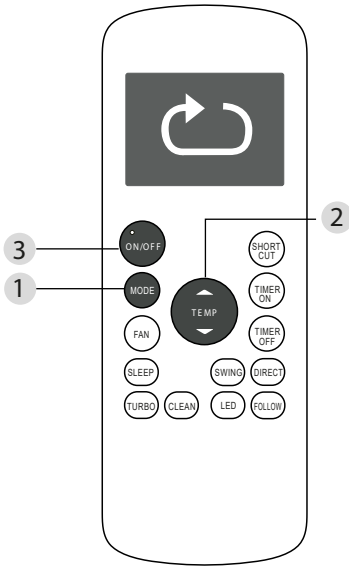 2
3
ON/OFF
SHORT
CUT
1
MODE
TEMP
TIMER
ON
FAN
TIMER
OFF
SLEEP
SWING
DIRECT
TURBO
CLEAN
LED
FOLLOW